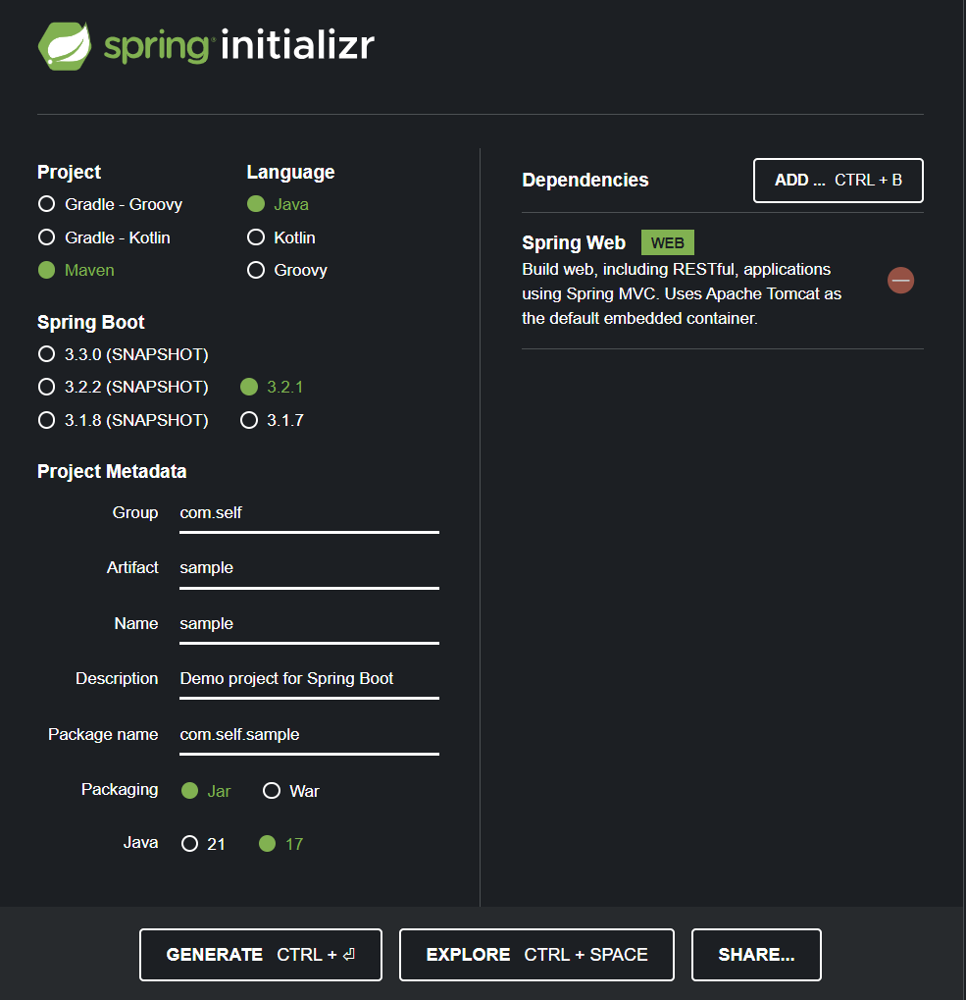 spring initializr
Project
Gradle - Groovy
Gradle - Kotlin
Maven
Language
Java
Kotlin
Groovy
Spring Boot
3.3.0 (SNAPSHOT)
3.2.2 (SNAPSHOT) 3.2.1
3.1.8 (SNAPSHOT) 3.1.7
Project Metadata
Group com.self
Artifact sample
Name sample
Description Demo project for Spring Boot
Package name com.self.sample
Packaging Jar War
Java 21 17
Dependencies ADD ... CTRL + B
Spring Web WEB
Build web, including RESTful, applications
using Spring MVC. Uses Apache Tomcat as
the default embedded container.
GENERATE CTRL + ⏎ EXPLORE CTRL + SPACE SHARE...